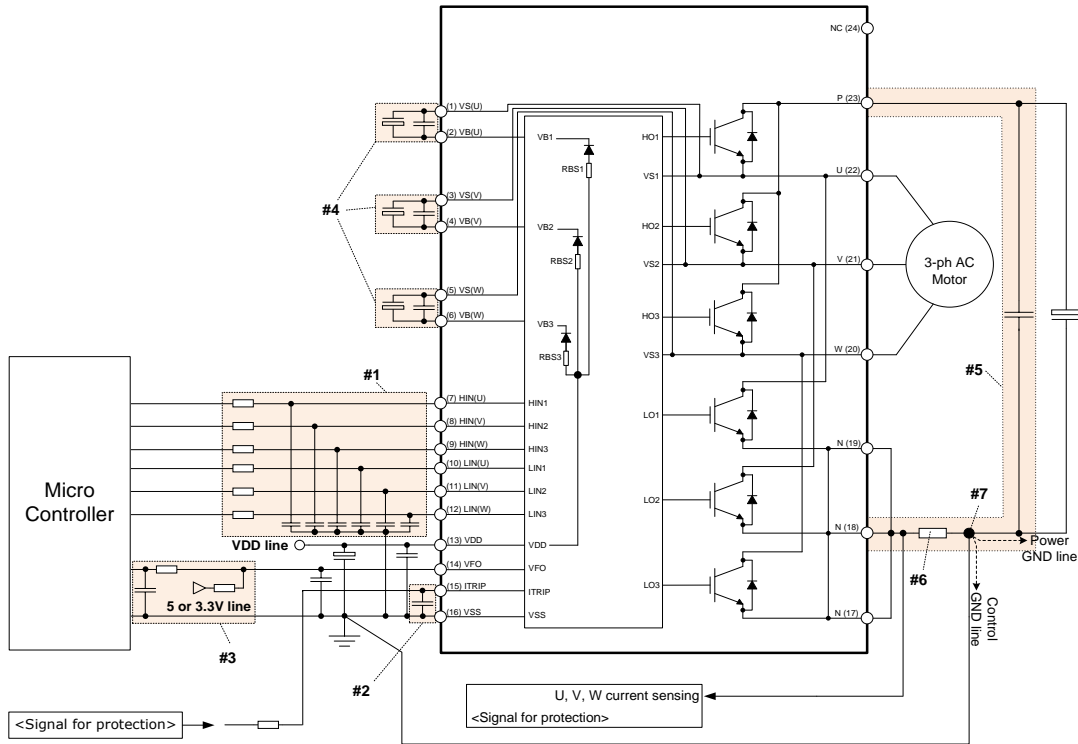 NC (24)
(1) VS(U)
(2) VB(U)
(3) VS(V)
(4) VB(V)
(5) VS(W)
(6) VB(W)
#4
VB1
RBS1
VB2
RBS2
VB3
RBS3
HO1
VS1
HO2
VS2
HO3
VS3
LO1
LO2
LO3
P (23)
U (22)
V (21)
W (20)
N (19)
N (18)
N (17)
3-ph AC
Motor
#5
#7
#6
Power
GND line
Control
GND line
#1
Micro
Controller
(7) HIN(U)
(8) HIN(V)
(9) HIN(W)
(10) LIN(U)
(11) LIN(V)
(12) LIN(W)
(13) VDD
(14) VFO
(15) ITRIP
(16) VSS
HIN1
HIN2
HIN3
LIN1
LIN2
LIN3
VDD
VFO
ITRIP
VSS
VDD line
5 or 3.3V line
#3
#2
<Signal for protection>
U, V, W current sensing
<Signal for protection>